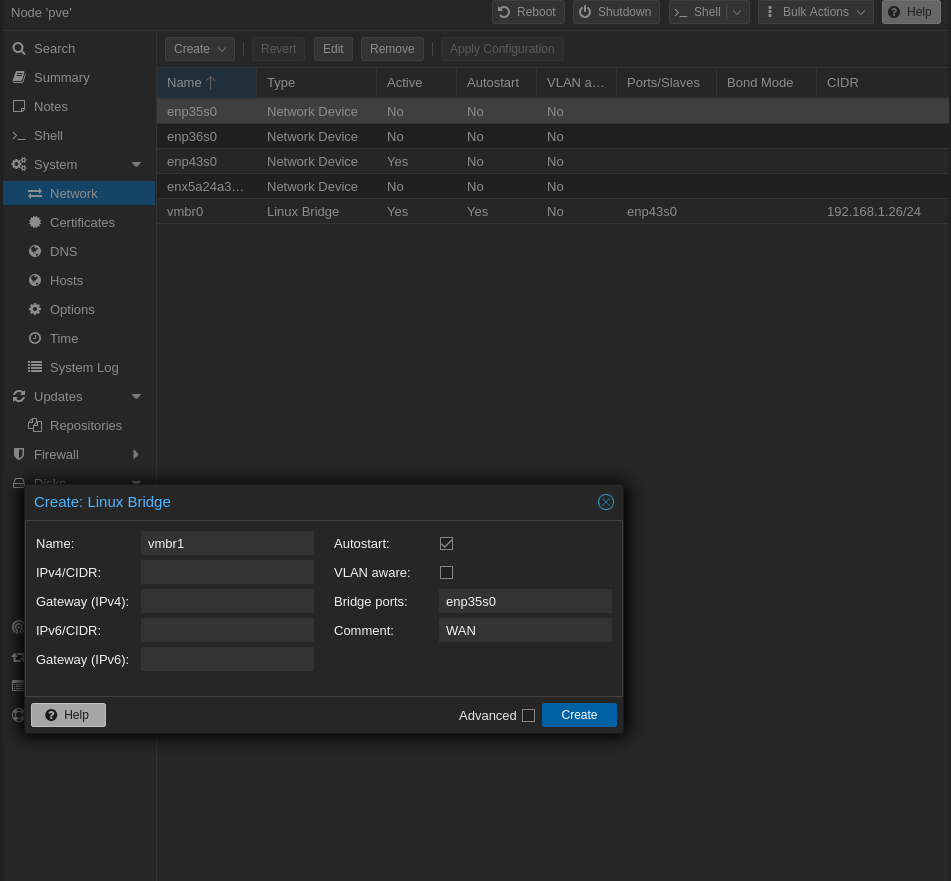 Node 'pve' Reboot Shutdown Shell Bulk Actions Help
Search
Summary
Notes
Shell
System
Network
Certificates
DNS
Hosts
Options
Time
System Log
Updates
Repositories
Firewall
Disks
Create Revert Edit Remove Apply Configuration
Name Type Active Autostart VLAN a... Ports/Slaves Bond Mode CIDR
enp35s0 Network Device No No No
enp36s0 Network Device No No No
enp43s0 Network Device Yes No No
enx5a24a3... Network Device No No No
vmbr0 Linux Bridge Yes Yes No enp43s0 192.168.1.26/24
Create: Linux Bridge
Name: vmbr1 Autostart:
IPv4/CIDR: VLAN aware:
Gateway (IPv4): Bridge ports: enp35s0
IPv6/CIDR: Comment: WAN
Gateway (IPv6):
Help Advanced Create